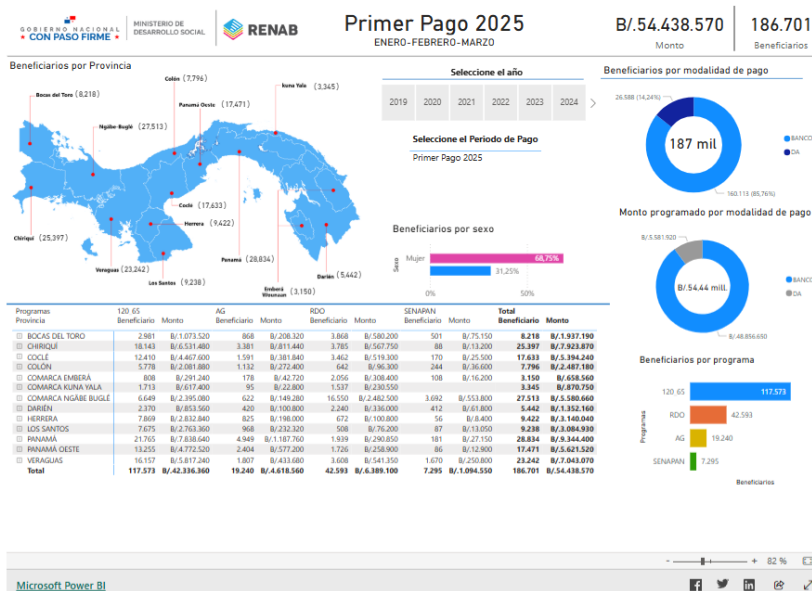 GOBIERNO NACIONAL
★ CON PASO FIRME ★
MINISTERIO DE
DESARROLLO SOCIAL
RENAB
Primer Pago 2025
ENERO-FEBRERO-MARZO
B/.54.438.570
Monto
186.701
Beneficiarios
Beneficiarios por Provincia
Bocas del Toro (8,218)
Colón (7,796)
kuna Yala (3,345)
Panamá Oeste (17,471)
Ngäbe-Buglé (27,513)
Coclé (17,633)
Herrera (9,422)
Chiriquí (25,397)
Panamá (28,834)
Veraguas (23,242)
Los Santos (9,238)
Emberá
Wounaan (3,150)
Darién (5,442)
Seleccione el año
2019 2020 2021 2022 2023 2024
Seleccione el Periodo de Pago
Primer Pago 2025
Beneficiarios por sexo
Sexo
Mujer
68,75%
31,25%
0% 50%
Beneficiarios por modalidad de pago
26.588 (14,24%)
187 mil
160.113 (85,76%)
BANCO
DA
Monto programado por modalidad de pago
B/.5.581.920
B/.54,44 mill.
B/.48.856.650
BANCO
DA
Programas 120_65 AG RDO SENAPAN Total
Provincia Beneficiario Monto Beneficiario Monto Beneficiario Monto Beneficiario Monto Beneficiario Monto
BOCAS DEL TORO 2.981 B/.1.073.520 868 B/.208.320 3.868 B/.580.200 501 B/.75.150 8.218 B/.1.937.190
CHIRIQUÍ 18.143 B/.6.531.480 3.381 B/.811.440 3.785 B/.567.750 88 B/.13.200 25.397 B/.7.923.870
COCLÉ 12.410 B/.4.467.600 1.591 B/.381.840 3.462 B/.519.300 170 B/.25.500 17.633 B/.5.394.240
COLÓN 5.778 B/.2.081.880 1.132 B/.272.400 642 B/.96.300 244 B/.36.600 7.796 B/.2.487.180
COMARCA EMBERÁ 808 B/.291.240 178 B/.42.720 2.056 B/.308.400 108 B/.16.200 3.150 B/.658.560
COMARCA KUNA YALA 1.713 B/.617.400 95 B/.22.800 1.537 B/.230.550 3.345 B/.870.750
COMARCA NGÄBE BUGLÉ 6.649 B/.2.395.080 622 B/.149.280 16.550 B/.2.482.500 3.692 B/.553.800 27.513 B/.5.580.660
DARIÉN 2.370 B/.853.560 420 B/.100.800 2.240 B/.336.000 412 B/.61.800 5.442 B/.1.352.160
HERRERA 7.869 B/.2.832.840 825 B/.198.000 672 B/.100.800 56 B/.8.400 9.422 B/.3.140.040
LOS SANTOS 7.675 B/.2.763.360 968 B/.232.320 508 B/.76.200 87 B/.13.050 9.238 B/.3.084.930
PANAMÁ 21.765 B/.7.838.640 4.949 B/.1.187.760 1.939 B/.290.850 181 B/.27.150 28.834 B/.9.344.400
PANAMÁ OESTE 13.255 B/.4.772.520 2.404 B/.577.200 1.726 B/.258.900 86 B/.12.900 17.471 B/.5.621.520
VERAGUAS 16.157 B/.5.817.240 1.807 B/.433.680 3.608 B/.541.350 1.670 B/.250.800 23.242 B/.7.043.070
Total 117.573 B/.42.336.360 19.240 B/.4.618.560 42.593 B/.6.389.100 7.295 B/.1.094.550 186.701 B/.54.438.570
Beneficiarios por programa
Programas
120_65 117.573
RDO 42.593
AG 19.240
SENAPAN 7.295
Beneficiarios
- + 82 %
Microsoft Power BI